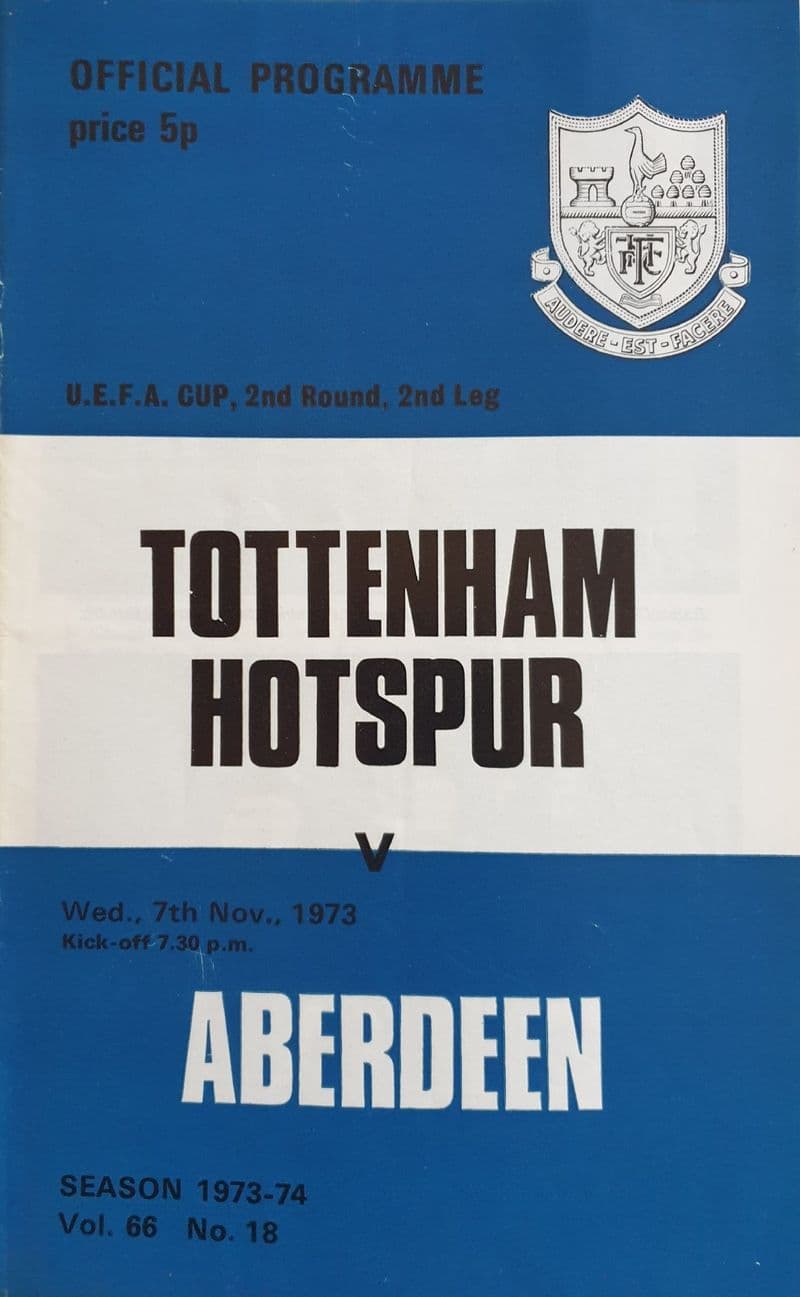 OFFICIAL PROGRAMME
price 5p
AUDERE - EST - FACERE
U.E.F.A. CUP, 2nd Round, 2nd Leg
TOTTENHAM
HOTSPUR
V
Wed., 7th Nov., 1973
Kick-off 7.30 p.m.
ABERDEEN
SEASON 1973-74
Vol. 66 No. 18